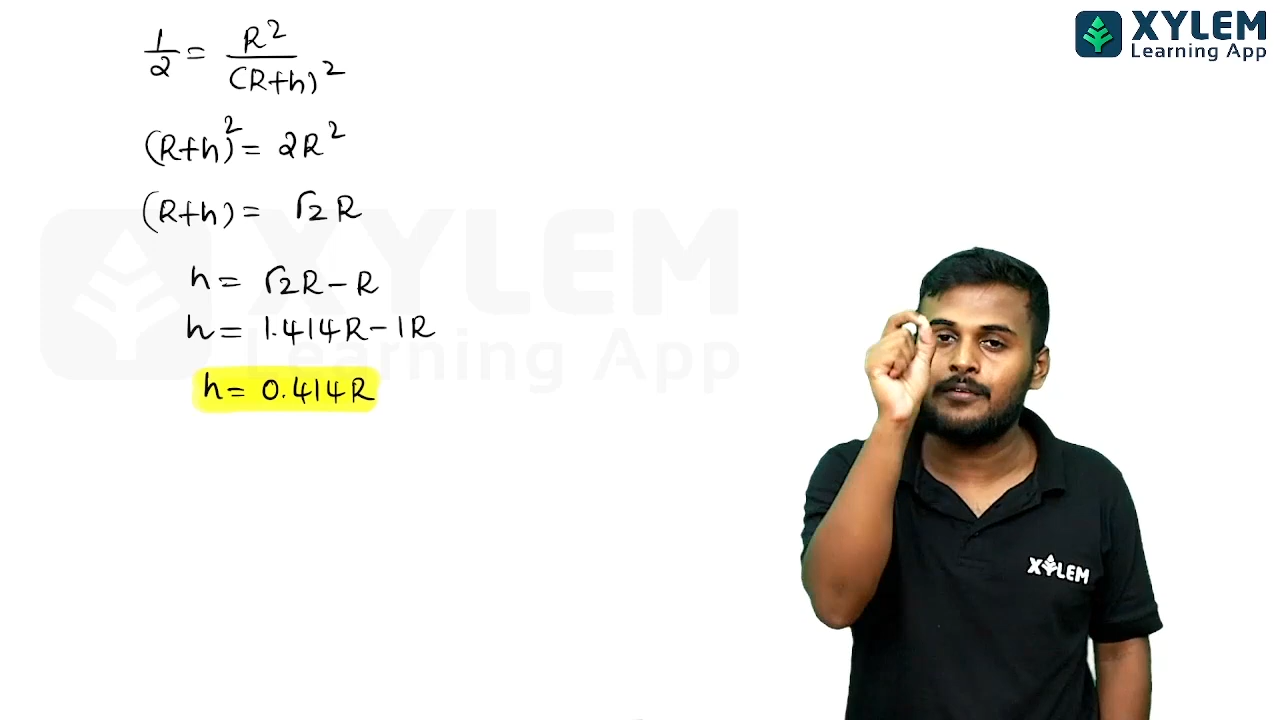 1/2 = R²/(R+h)²
(R+h)² = 2R²
(R+h) = √2 R
h = √2R − R
h = 1.414R − 1R
h = 0.414R
XYLEM
Learning App
XYLEM
Learning App
XYLEM